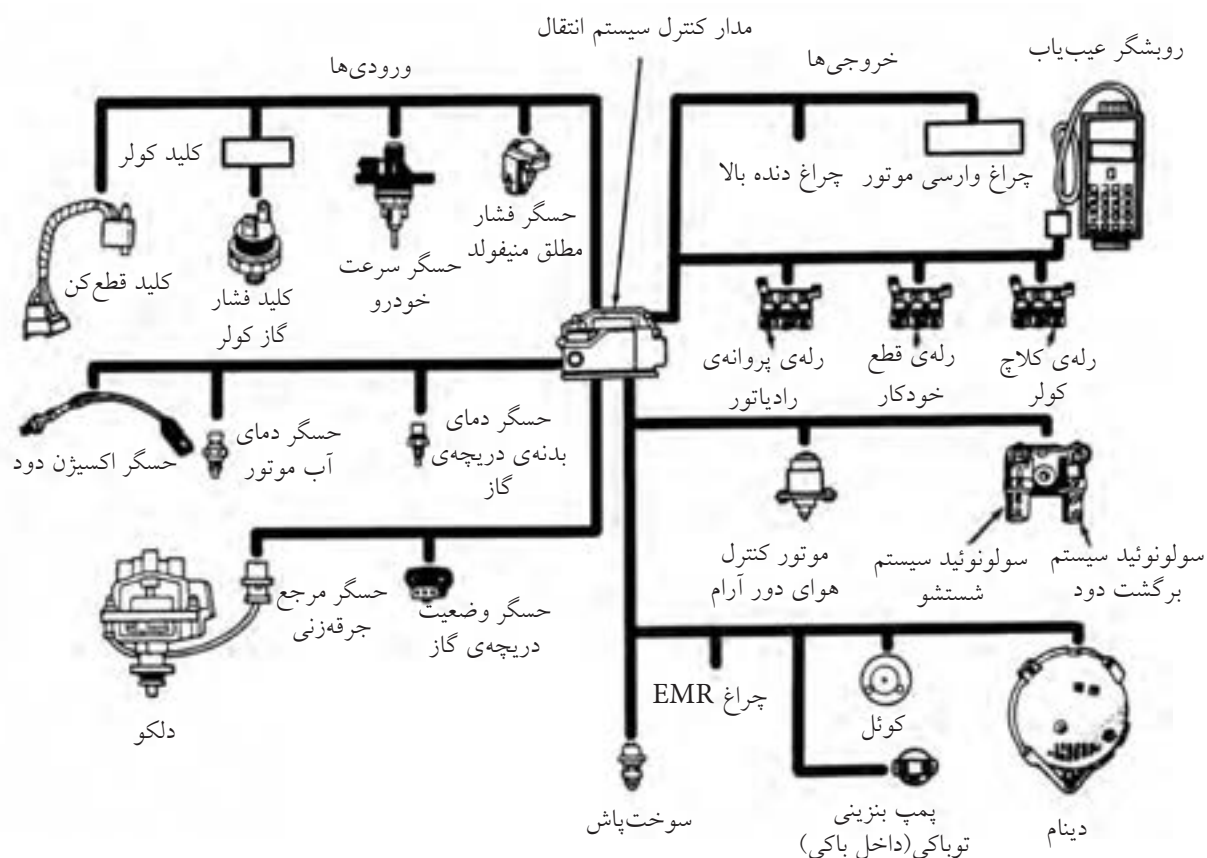 مدار کنترل سیستم انتقال
ورودی‌ها
خروجی‌ها
روبشگر عیب‌یاب
کلید کولر
حسگر فشار
مطلق منیفولد
چراغ دنده بالا
چراغ وارسی موتور
کلید قطع‌کن
کلید فشار
گاز کولر
حسگر سرعت
خودرو
رله‌ی پروانه‌ی
رادیاتور
رله‌ی قطع
خودکار
رله‌ی کلاچ
کولر
حسگر اکسیژن دود
حسگر دمای
آب موتور
حسگر دمای
بدنه‌ی دریچه‌ی
گاز
موتور کنترل
هوای دور آرام
سولونوئید سیستم
شستشو
سولونوئید سیستم
برگشت دود
حسگر مرجع
جرقه‌زنی
حسگر وضعیت
دریچه‌ی گاز
دلکو
چراغ EMR
کوئل
سوخت‌پاش
پمپ بنزینی
توباکی(داخل باکی)
دینام